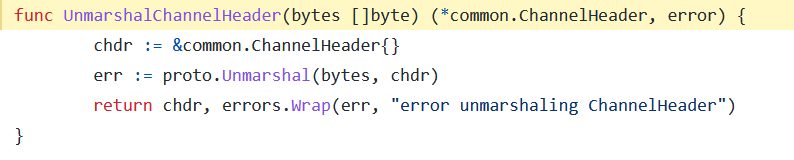 func UnmarshalChannelHeader(bytes []byte) (*common.ChannelHeader, error) {
        chdr := &common.ChannelHeader{}
        err := proto.Unmarshal(bytes, chdr)
        return chdr, errors.Wrap(err, "error unmarshaling ChannelHeader")
}